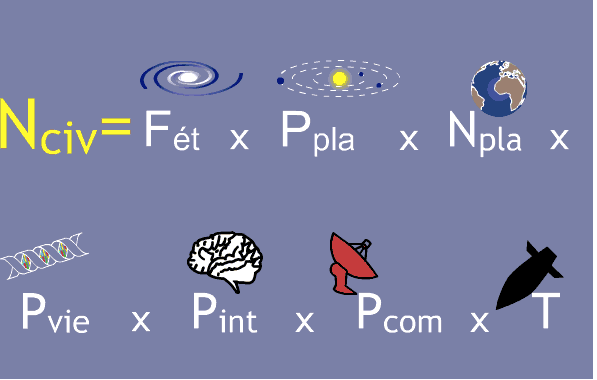 Nciv= Fét x Ppla x Npla x
Pvie x Pint x Pcom x T